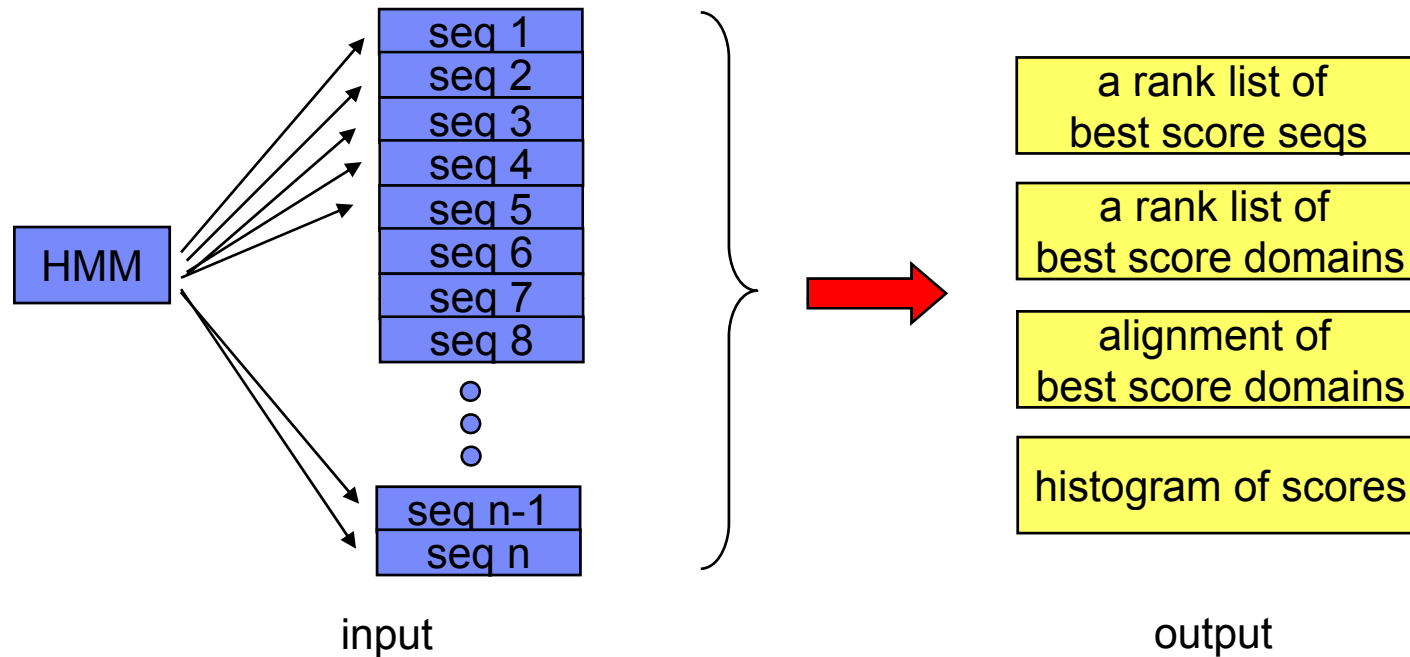 HMM
seq 1
seq 2
seq 3
seq 4
seq 5
seq 6
seq 7
seq 8
seq n-1
seq n
input
a rank list of
best score seqs
a rank list of
best score domains
alignment of
best score domains
histogram of scores
output